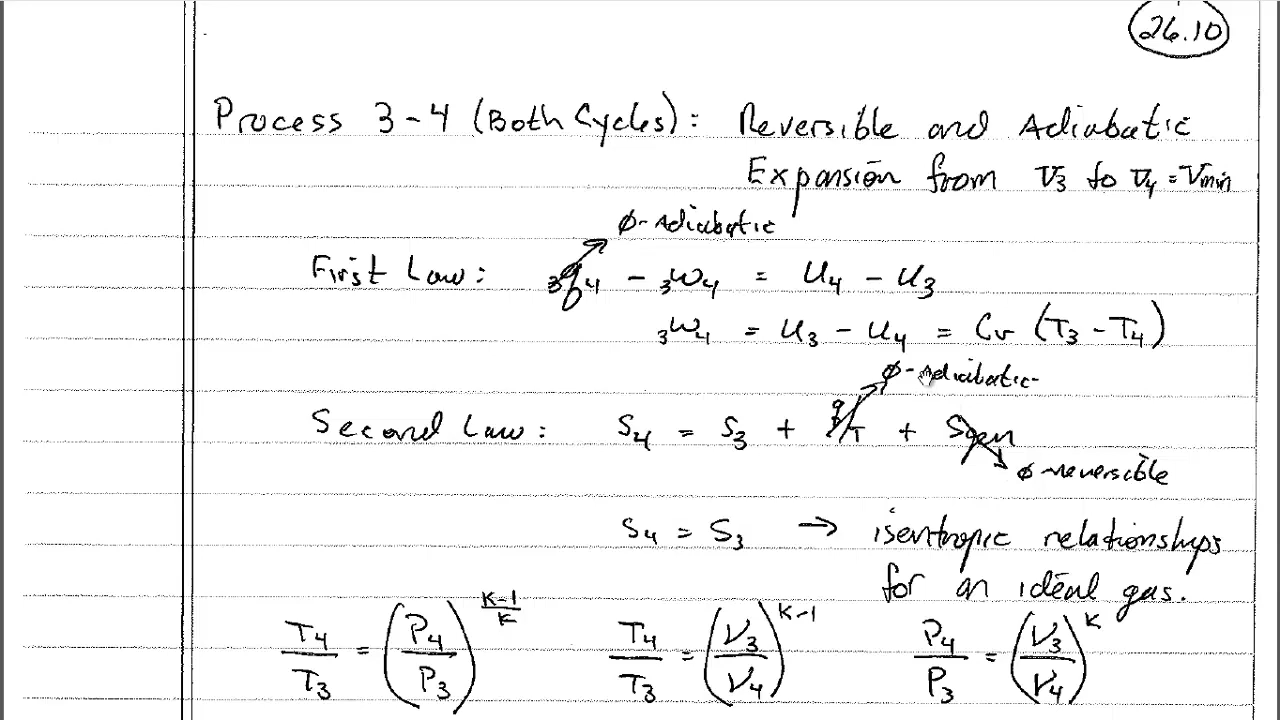 26.10
Process 3-4 (Both Cycles): Reversible and Adiabatic
Expansion from v3 to v4 = vmin
ϕ-adiabatic
First Law: 3q4 - 3w4 = u4 - u3
3w4 = u3 - u4 = Cv (T3 - T4)
ϕ-adiabatic
Second Law: S4 = S3 + q/T + Sgen
ϕ-reversible
S4 = S3 → isentropic relationships
for an ideal gas.
T4/T3 = (P4/P3)^(K-1/K) T4/T3 = (V3/V4)^(K-1) P4/P3 = (V3/V4)^K